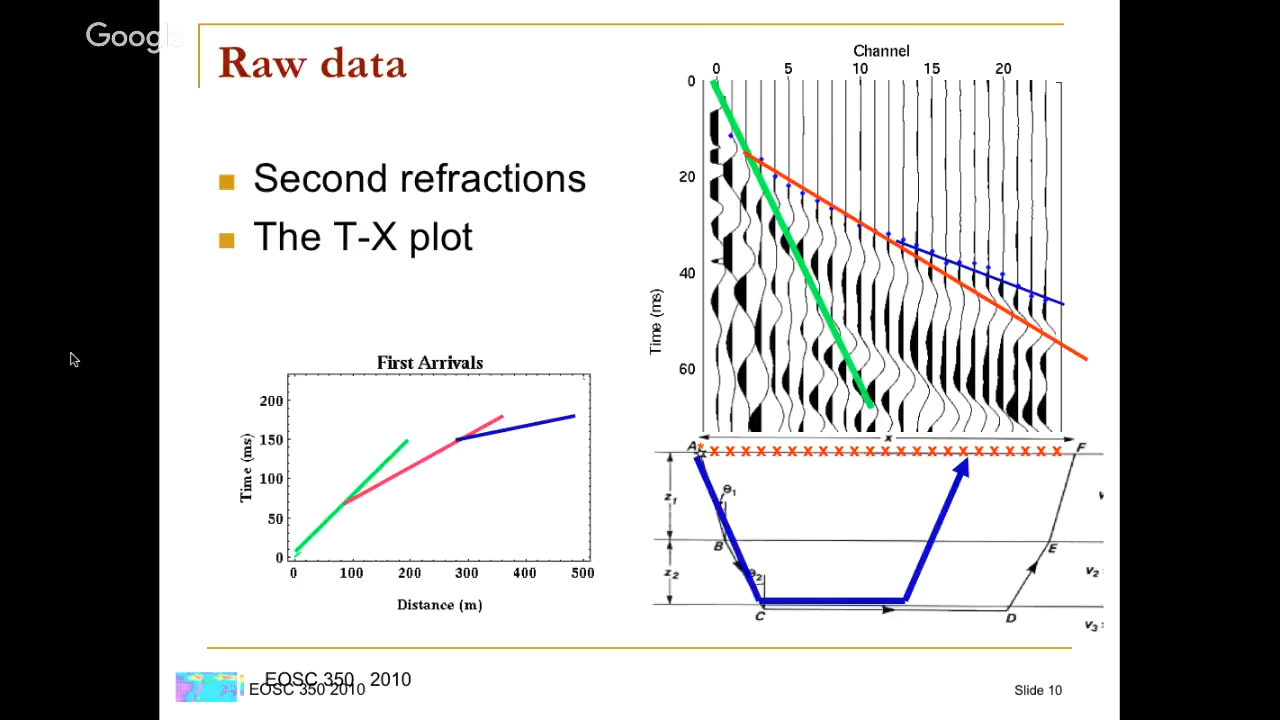 Google
Raw data
Second refractions
The T-X plot
Channel
0 5 10 15 20
0
20
40
60
Time (ms)
First Arrivals
200
150
100
50
0
Time (ms)
0 100 200 300 400 500
Distance (m)
x
A
F
x x x x x x x x x x x x x x x x x x x x x x x
θ1
z1
B
E
θ2
z2
v2
C
D
v3
EOSC 350 2010
EOSC 350 2010
Slide 10